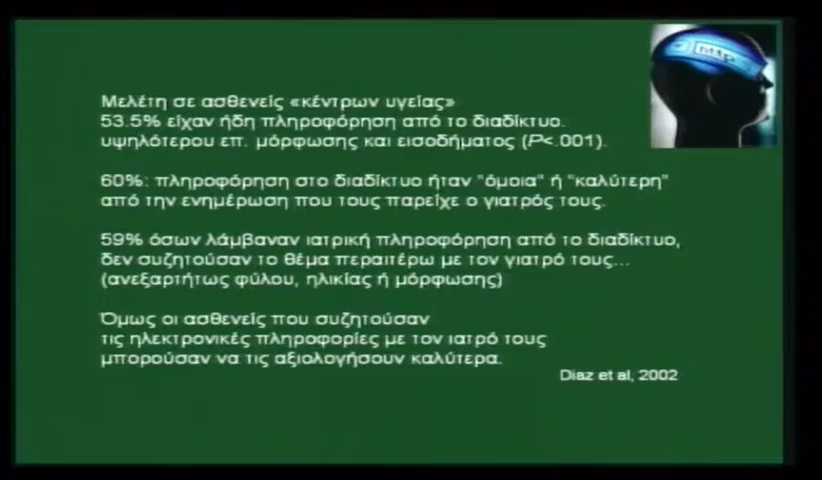 http
Μελέτη σε ασθενείς «κέντρων υγείας»
53.5% είχαν ήδη πληροφόρηση από το διαδίκτυο.
υψηλότερου επ. μόρφωσης και εισοδήματος (P<.001).
60%: πληροφόρηση στο διαδίκτυο ήταν "όμοια" ή "καλύτερη"
από την ενημέρωση που τους παρείχε ο γιατρός τους.
59% όσων λάμβαναν ιατρική πληροφόρηση από το διαδίκτυο,
δεν συζητούσαν το θέμα περαιτέρω με τον γιατρό τους...
(ανεξαρτήτως φύλου, ηλικίας ή μόρφωσης)
Όμως οι ασθενείς που συζητούσαν
τις ηλεκτρονικές πληροφορίες με τον ιατρό τους
μπορούσαν να τις αξιολογήσουν καλύτερα.
Diaz et al, 2002